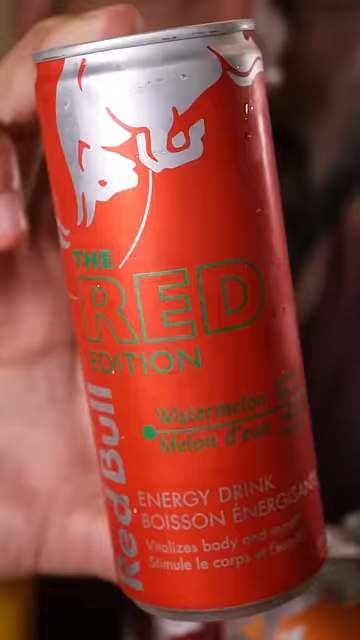 THE
RED
EDITION
Watermelon
Melon d'eau
ENERGY DRINK
BOISSON ÉNERGISANTE
Vitalizes body and mind
Stimule le corps et l'esprit
Red Bull